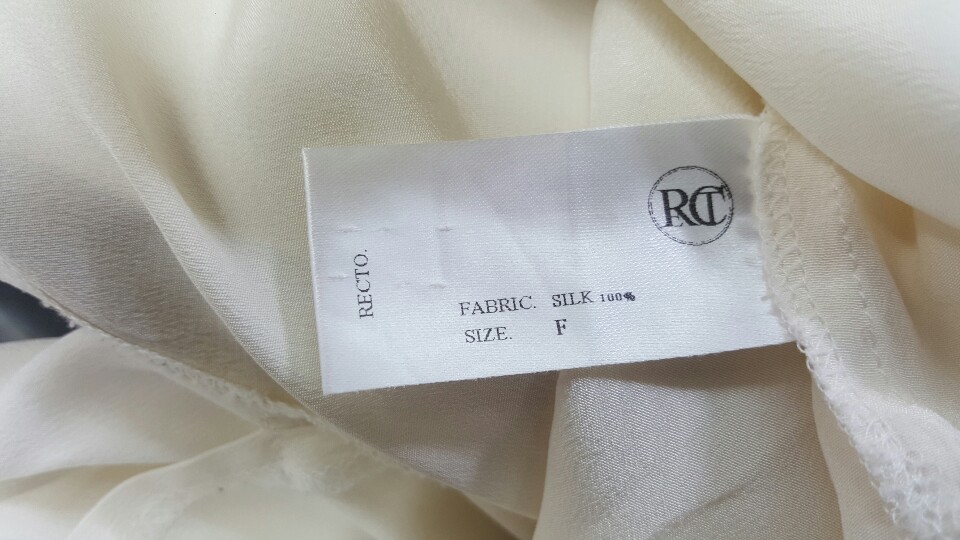 RCT
RECTO.
FABRIC. SILK 100%
SIZE. F